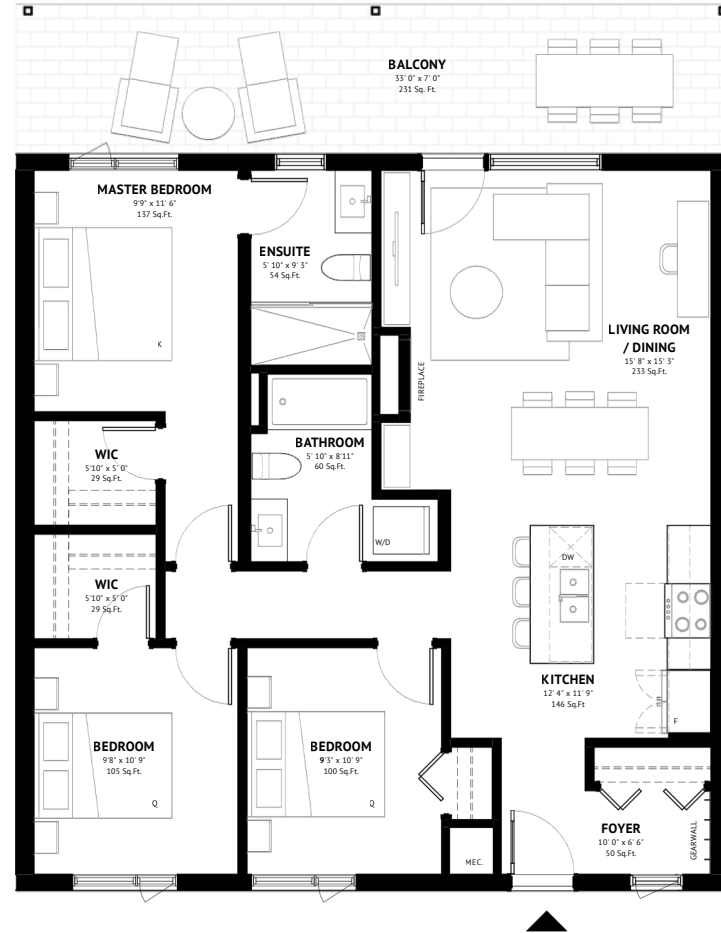 BALCONY
33' 0" x 7' 0"
231 Sq. Ft.
MASTER BEDROOM
9'9" x 11' 6"
137 Sq.Ft.
ENSUITE
5' 10" x 9' 3"
54 Sq.Ft.
K
LIVING ROOM
/ DINING
15' 8" x 15' 3"
233 Sq.Ft.
FIREPLACE
WIC
5'10" x 5' 0"
29 Sq.Ft.
BATHROOM
5' 10" x 8'11"
60 Sq.Ft.
W/D
DW
WIC
5'10" x 5' 0"
29 Sq.Ft.
KITCHEN
12' 4" x 11' 9"
146 Sq.Ft
F
BEDROOM
9'8" x 10' 9"
105 Sq.Ft.
Q
BEDROOM
9'3" x 10' 9"
100 Sq.Ft.
Q
FOYER
10' 0" x 6' 6"
50 Sq.Ft.
GEARWALL
MEC.